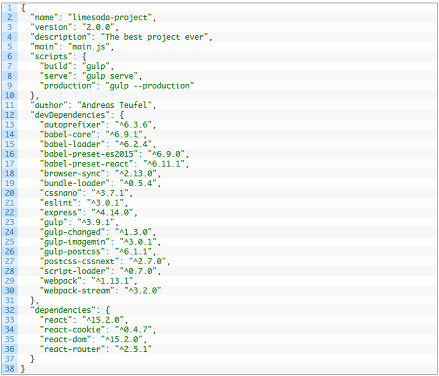 1 {
2 "name": "limesoda-project",
3 "version": "2.0.0",
4 "description": "The best project ever",
5 "main": "main.js",
6 "scripts": {
7 "build": "gulp",
8 "serve": "gulp serve",
9 "production": "gulp --production"
10 },
11 "author": "Andreas Teufel",
12 "devDependencies": {
13 "autoprefixer": "^6.3.6",
14 "babel-core": "^6.9.1",
15 "babel-loader": "^6.2.4",
16 "babel-preset-es2015": "^6.9.0",
17 "babel-preset-react": "^6.11.1",
18 "browser-sync": "^2.13.0",
19 "bundle-loader": "^0.5.4",
20 "cssnano": "^3.7.1",
21 "eslint": "^3.0.1",
22 "express": "^4.14.0",
23 "gulp": "^3.9.1",
24 "gulp-changed": "^1.3.0",
25 "gulp-imagemin": "^3.0.1",
26 "gulp-postcss": "^6.1.1",
27 "postcss-cssnext": "^2.7.0",
28 "script-loader": "^0.7.0",
29 "webpack": "^1.13.1",
30 "webpack-stream": "^3.2.0"
31 },
32 "dependencies": {
33 "react": "^15.2.0",
34 "react-cookie": "^0.4.7",
35 "react-dom": "^15.2.0",
36 "react-router": "^2.5.1"
37 }
38 }